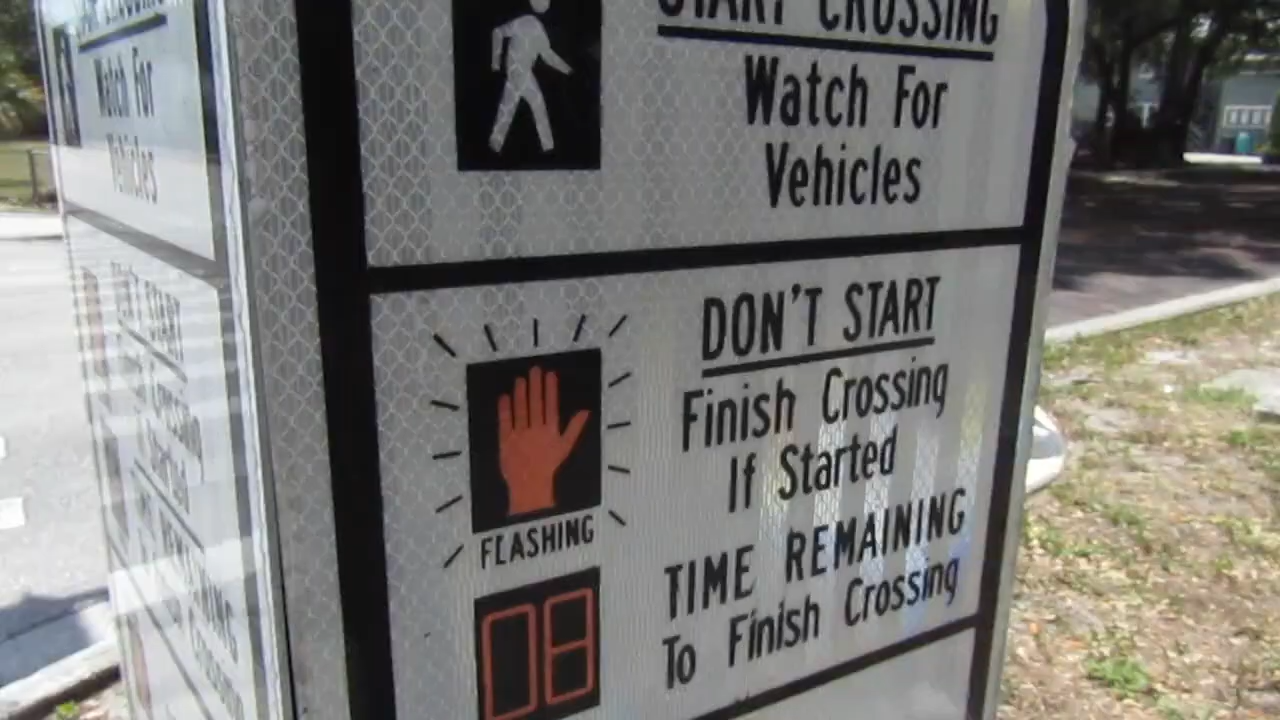 START CROSSING
Watch For
Vehicles
DON'T START
Finish Crossing
If Started
FLASHING
TIME REMAINING
To Finish Crossing
08
Watch For
Vehicles